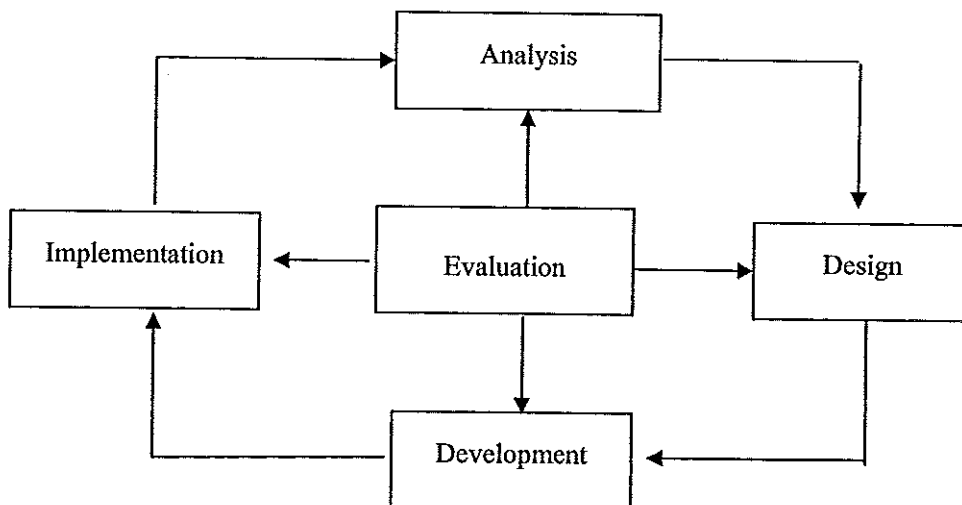 Analysis
Implementation
Evaluation
Design
Development